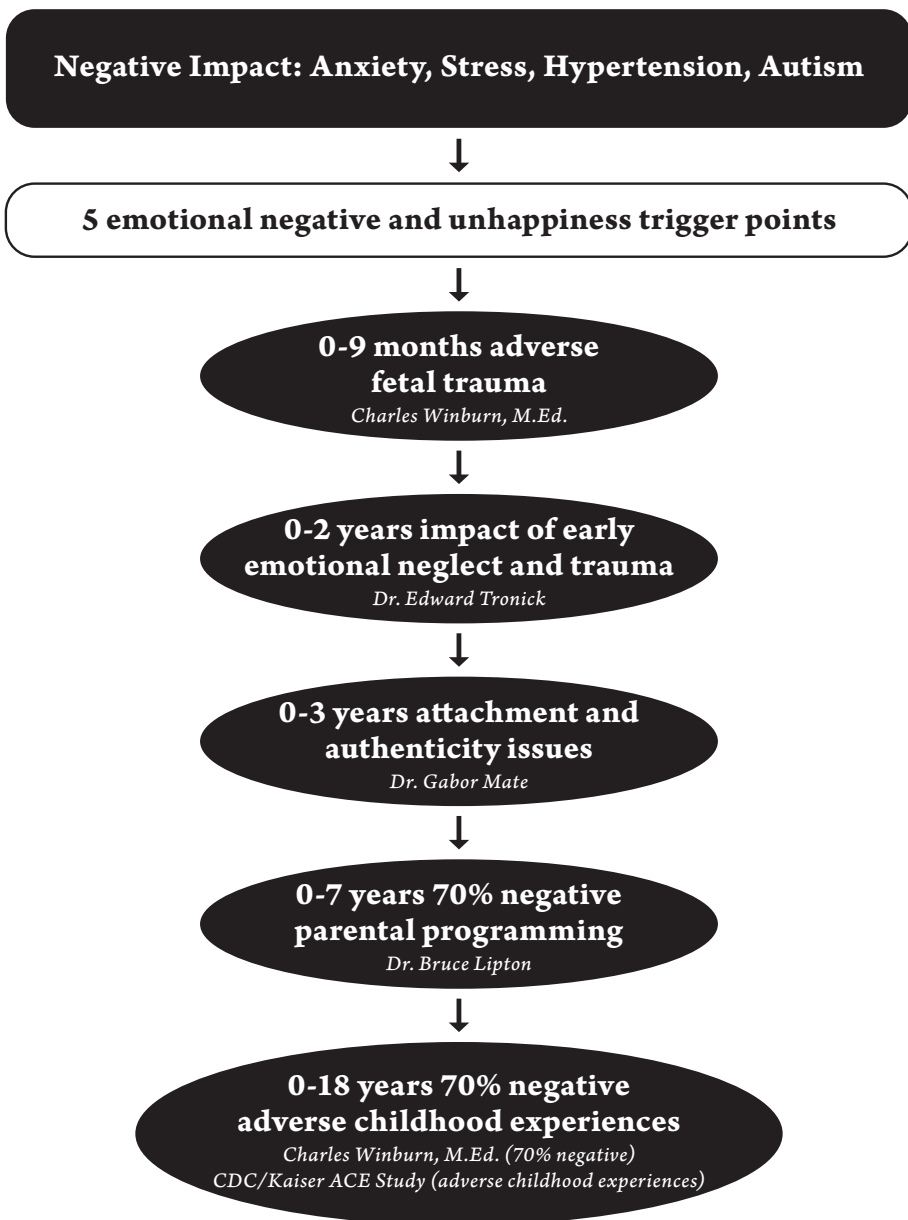 Negative Impact: Anxiety, Stress, Hypertension, Autism
5 emotional negative and unhappiness trigger points
0-9 months adverse
fetal trauma
Charles Winburn, M.Ed.
0-2 years impact of early
emotional neglect and trauma
Dr. Edward Tronick
0-3 years attachment and
authenticity issues
Dr. Gabor Mate
0-7 years 70% negative
parental programming
Dr. Bruce Lipton
0-18 years 70% negative
adverse childhood experiences
Charles Winburn, M.Ed. (70% negative)
CDC/Kaiser ACE Study (adverse childhood experiences)